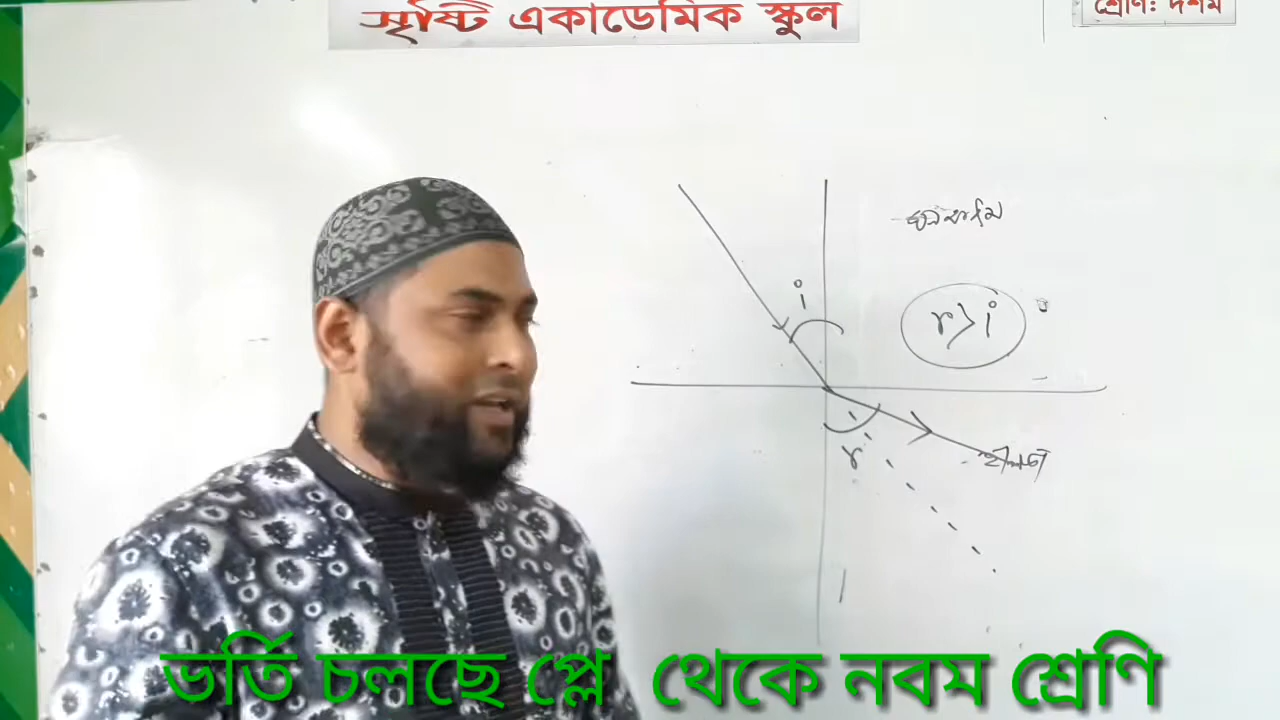 সৃষ্টি একাডেমিক স্কুল
শ্রেণি: দশম
i
r>i
r
ভর্তি চলছে প্লে থেকে নবম শ্রেণি